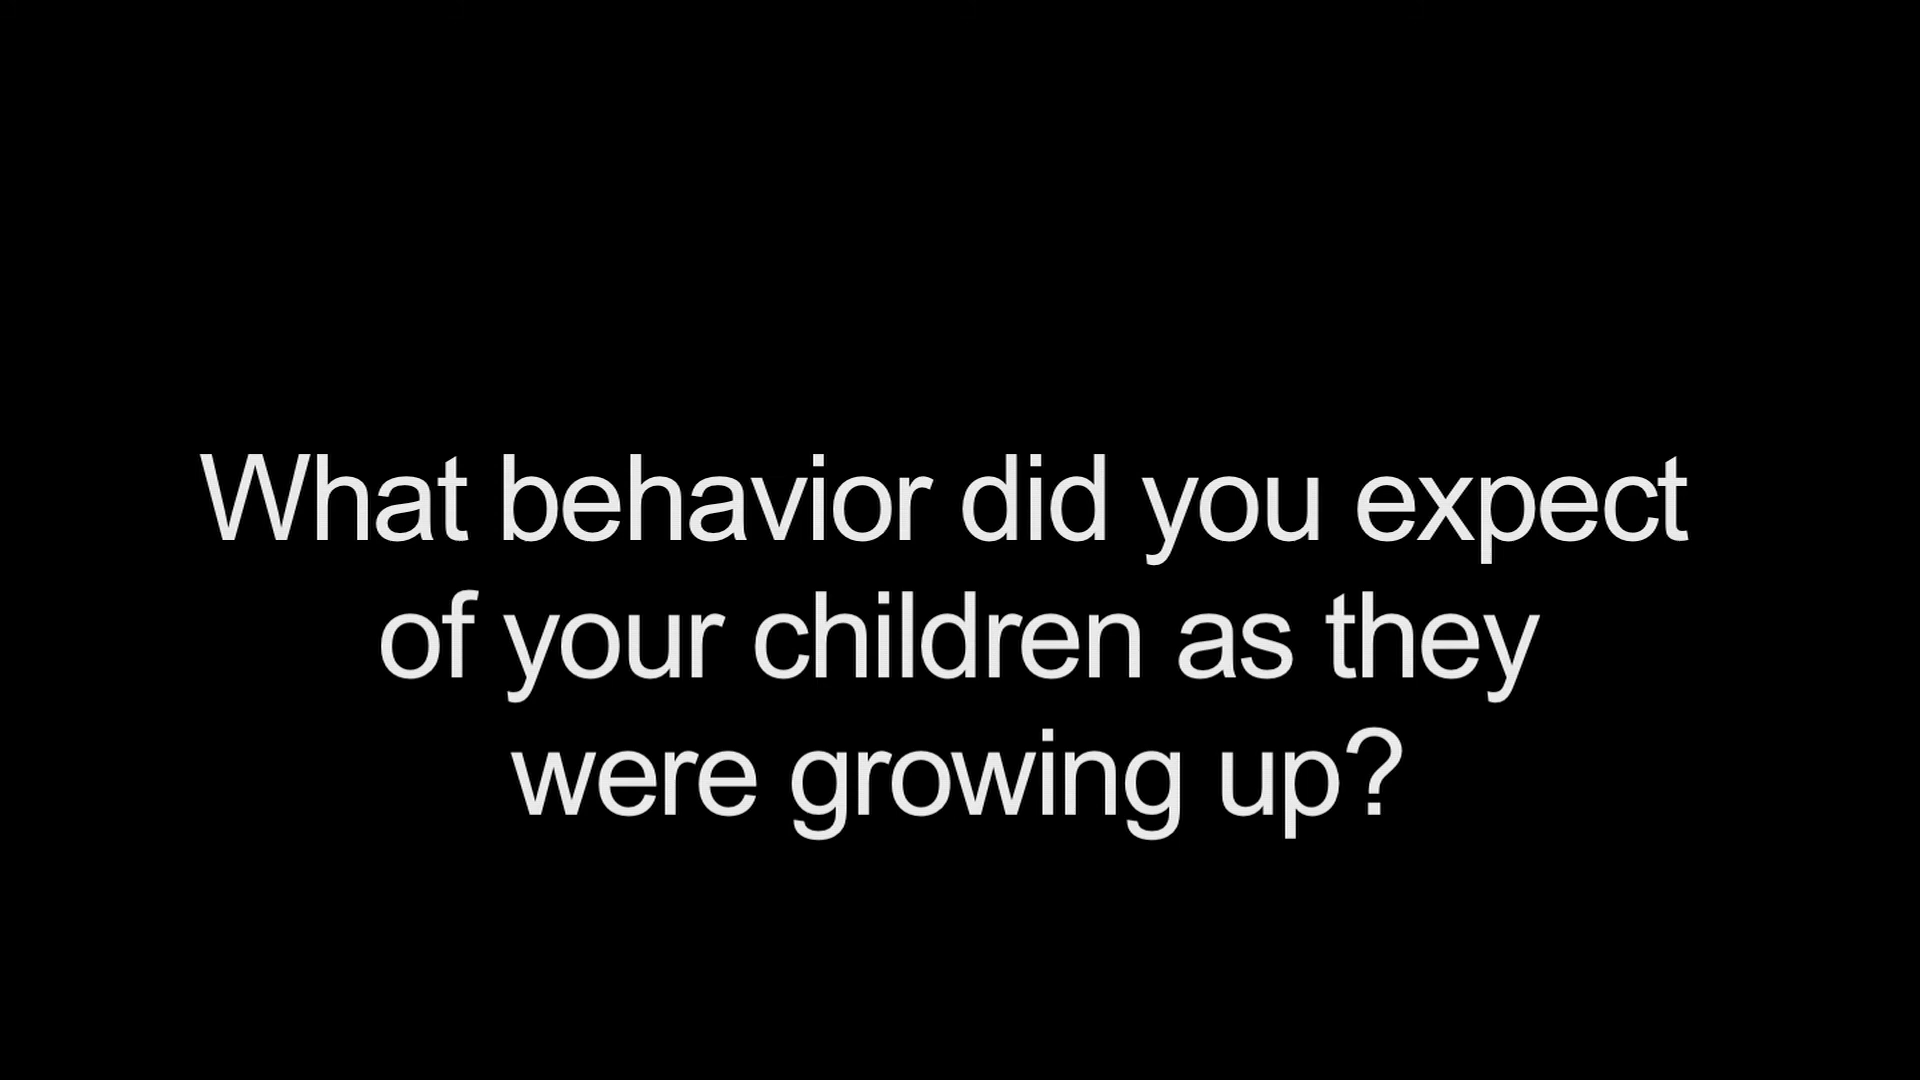 What behavior did you expect
of your children as they
were growing up?